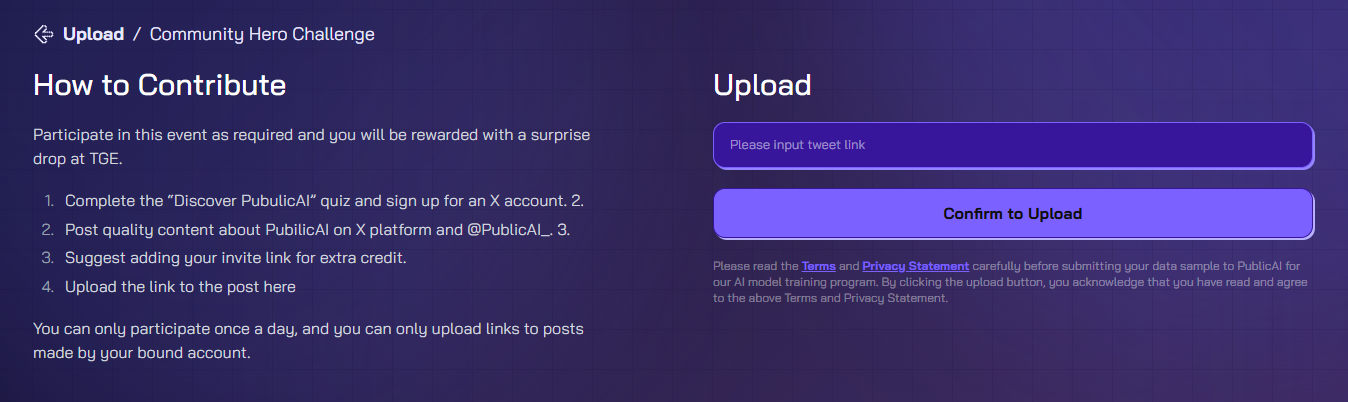 Upload / Community Hero Challenge
How to Contribute
Participate in this event as required and you will be rewarded with a surprise
drop at TGE.
1. Complete the “Discover PubulicAI” quiz and sign up for an X account. 2.
2. Post quality content about PubilicAI on X platform and @PublicAI_. 3.
3. Suggest adding your invite link for extra credit.
4. Upload the link to the post here
You can only participate once a day, and you can only upload links to posts
made by your bound account.
Upload
Please input tweet link
Confirm to Upload
Please read the Terms and Privacy Statement carefully before submitting your data sample to PublicAI for
our AI model training program. By clicking the upload button, you acknowledge that you have read and agree
to the above Terms and Privacy Statement.